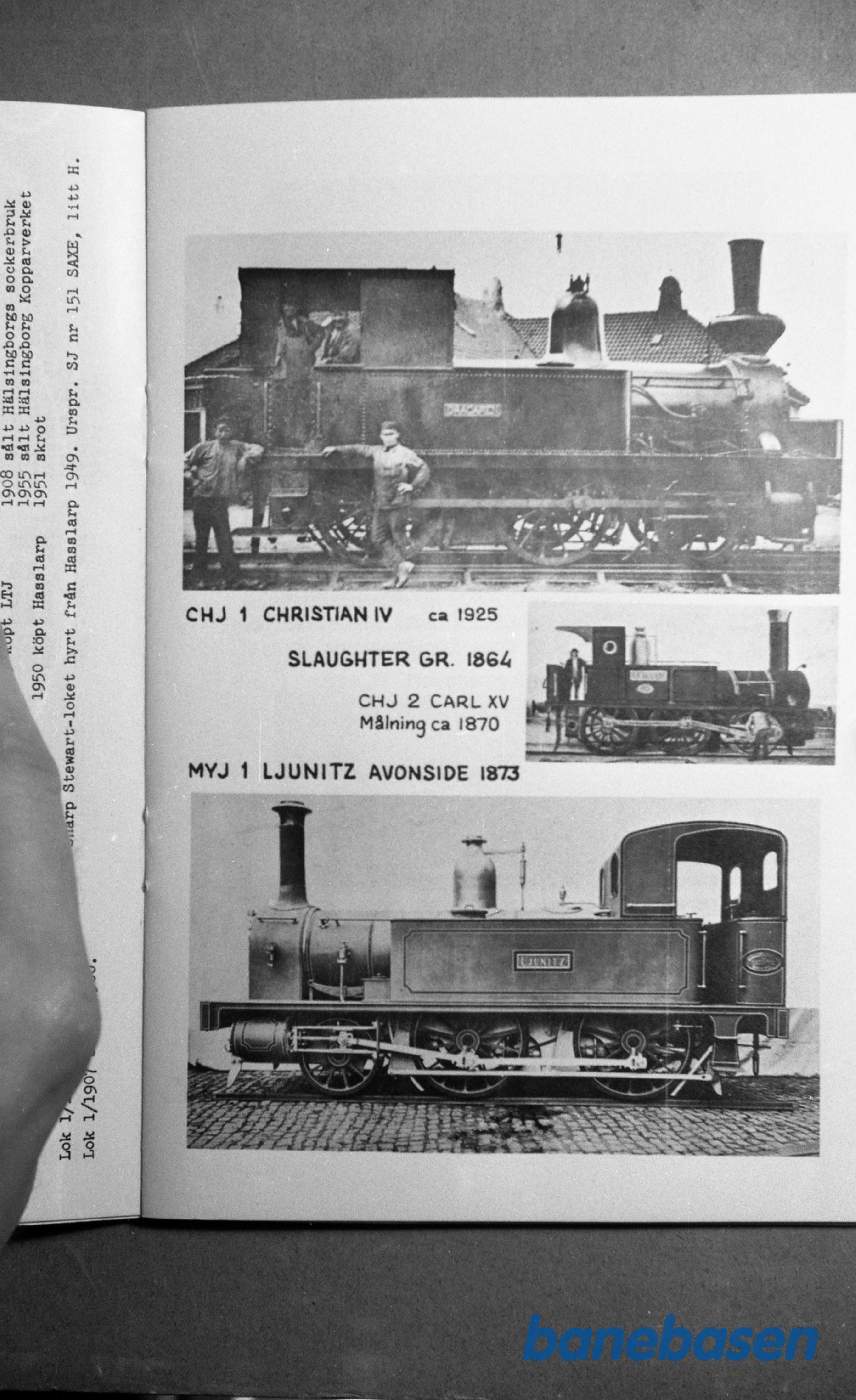 1908 sålt Hälsingborgs sockerbruk
1955 sålt Hälsingborg Kopparverket
köpt LTJ
1950 köpt Hasslarp 1951 skrot
Sharp Stewart-loket hyrt från Hasslarp 1949. Urspr. SJ nr 151 SAXE, litt H.
Lok
Lok 1/1907
CHJ 1 CHRISTIAN IV ca 1925
SLAUGHTER GR. 1864
CHJ 2 CARL XV
Målning ca 1870
MYJ 1 LJUNITZ AVONSIDE 1873
LJUNITZ
banebasen